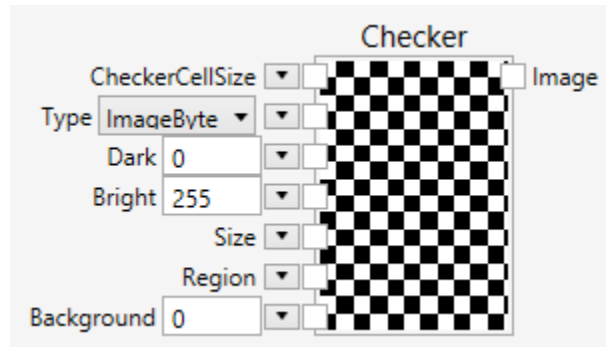 Checker
CheckerCellSize
Image
Type ImageByte
Dark 0
Bright 255
Size
Region
Background 0